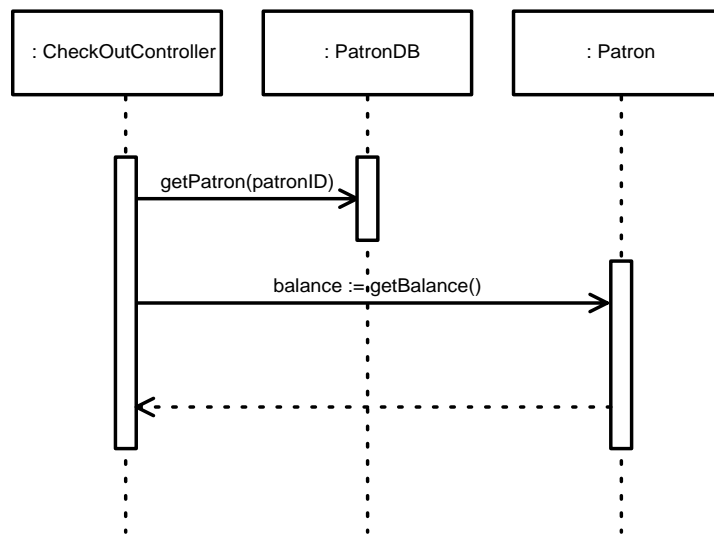 : CheckOutController
: PatronDB
: Patron
getPatron(patronID)
balance := getBalance()